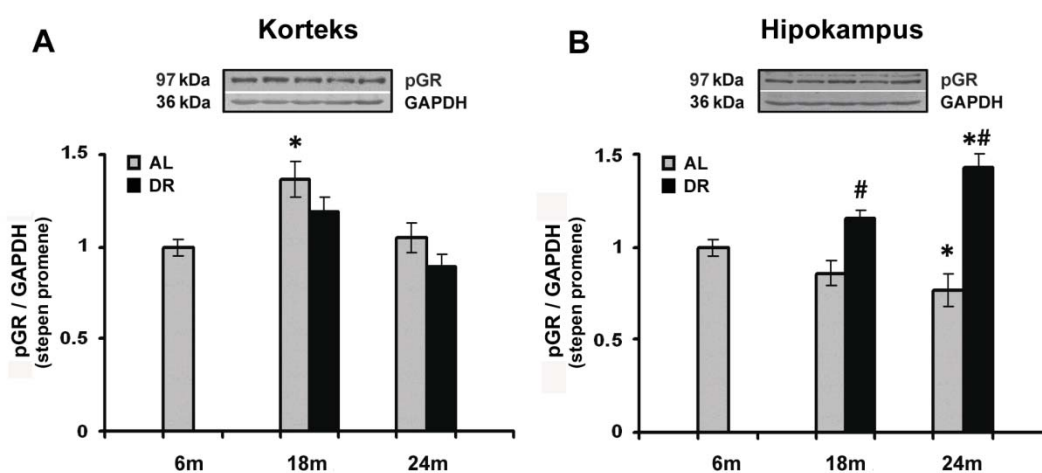 A
Korteks
97 kDa
pGR
36 kDa
GAPDH
*
AL
DR
1.5
1
0.5
0
pGR / GAPDH
(stepen promene)
6m
18m
24m
B
Hipokampus
97 kDa
pGR
36 kDa
GAPDH
AL
DR
#
*#
*
1.5
1
0.5
0
pGR / GAPDH
(stepen promene)
6m
18m
24m